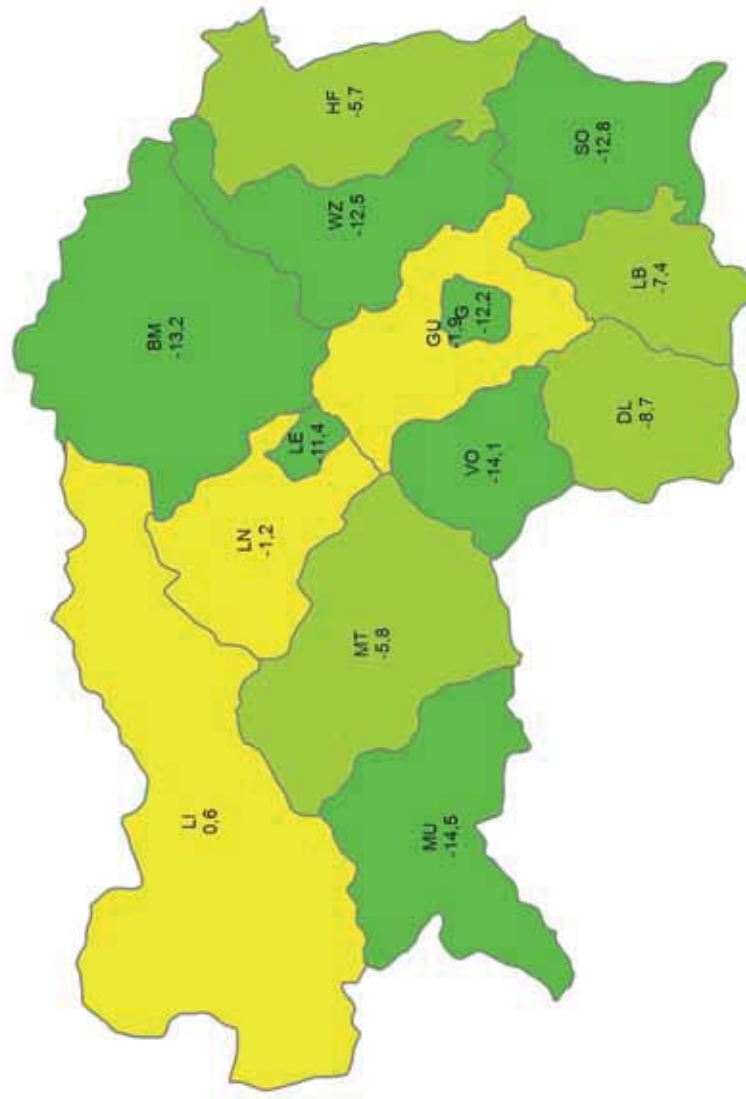 BM
-13,2
LI
0,6
LN
-1,2
LE
-11,4
WZ
-12,5
HF
-5,7
MT
-5,8
MU
-14,5
GU
-1,9
G
-12,2
VO
-14,1
SO
-12,8
DL
-8,7
LB
-7,4